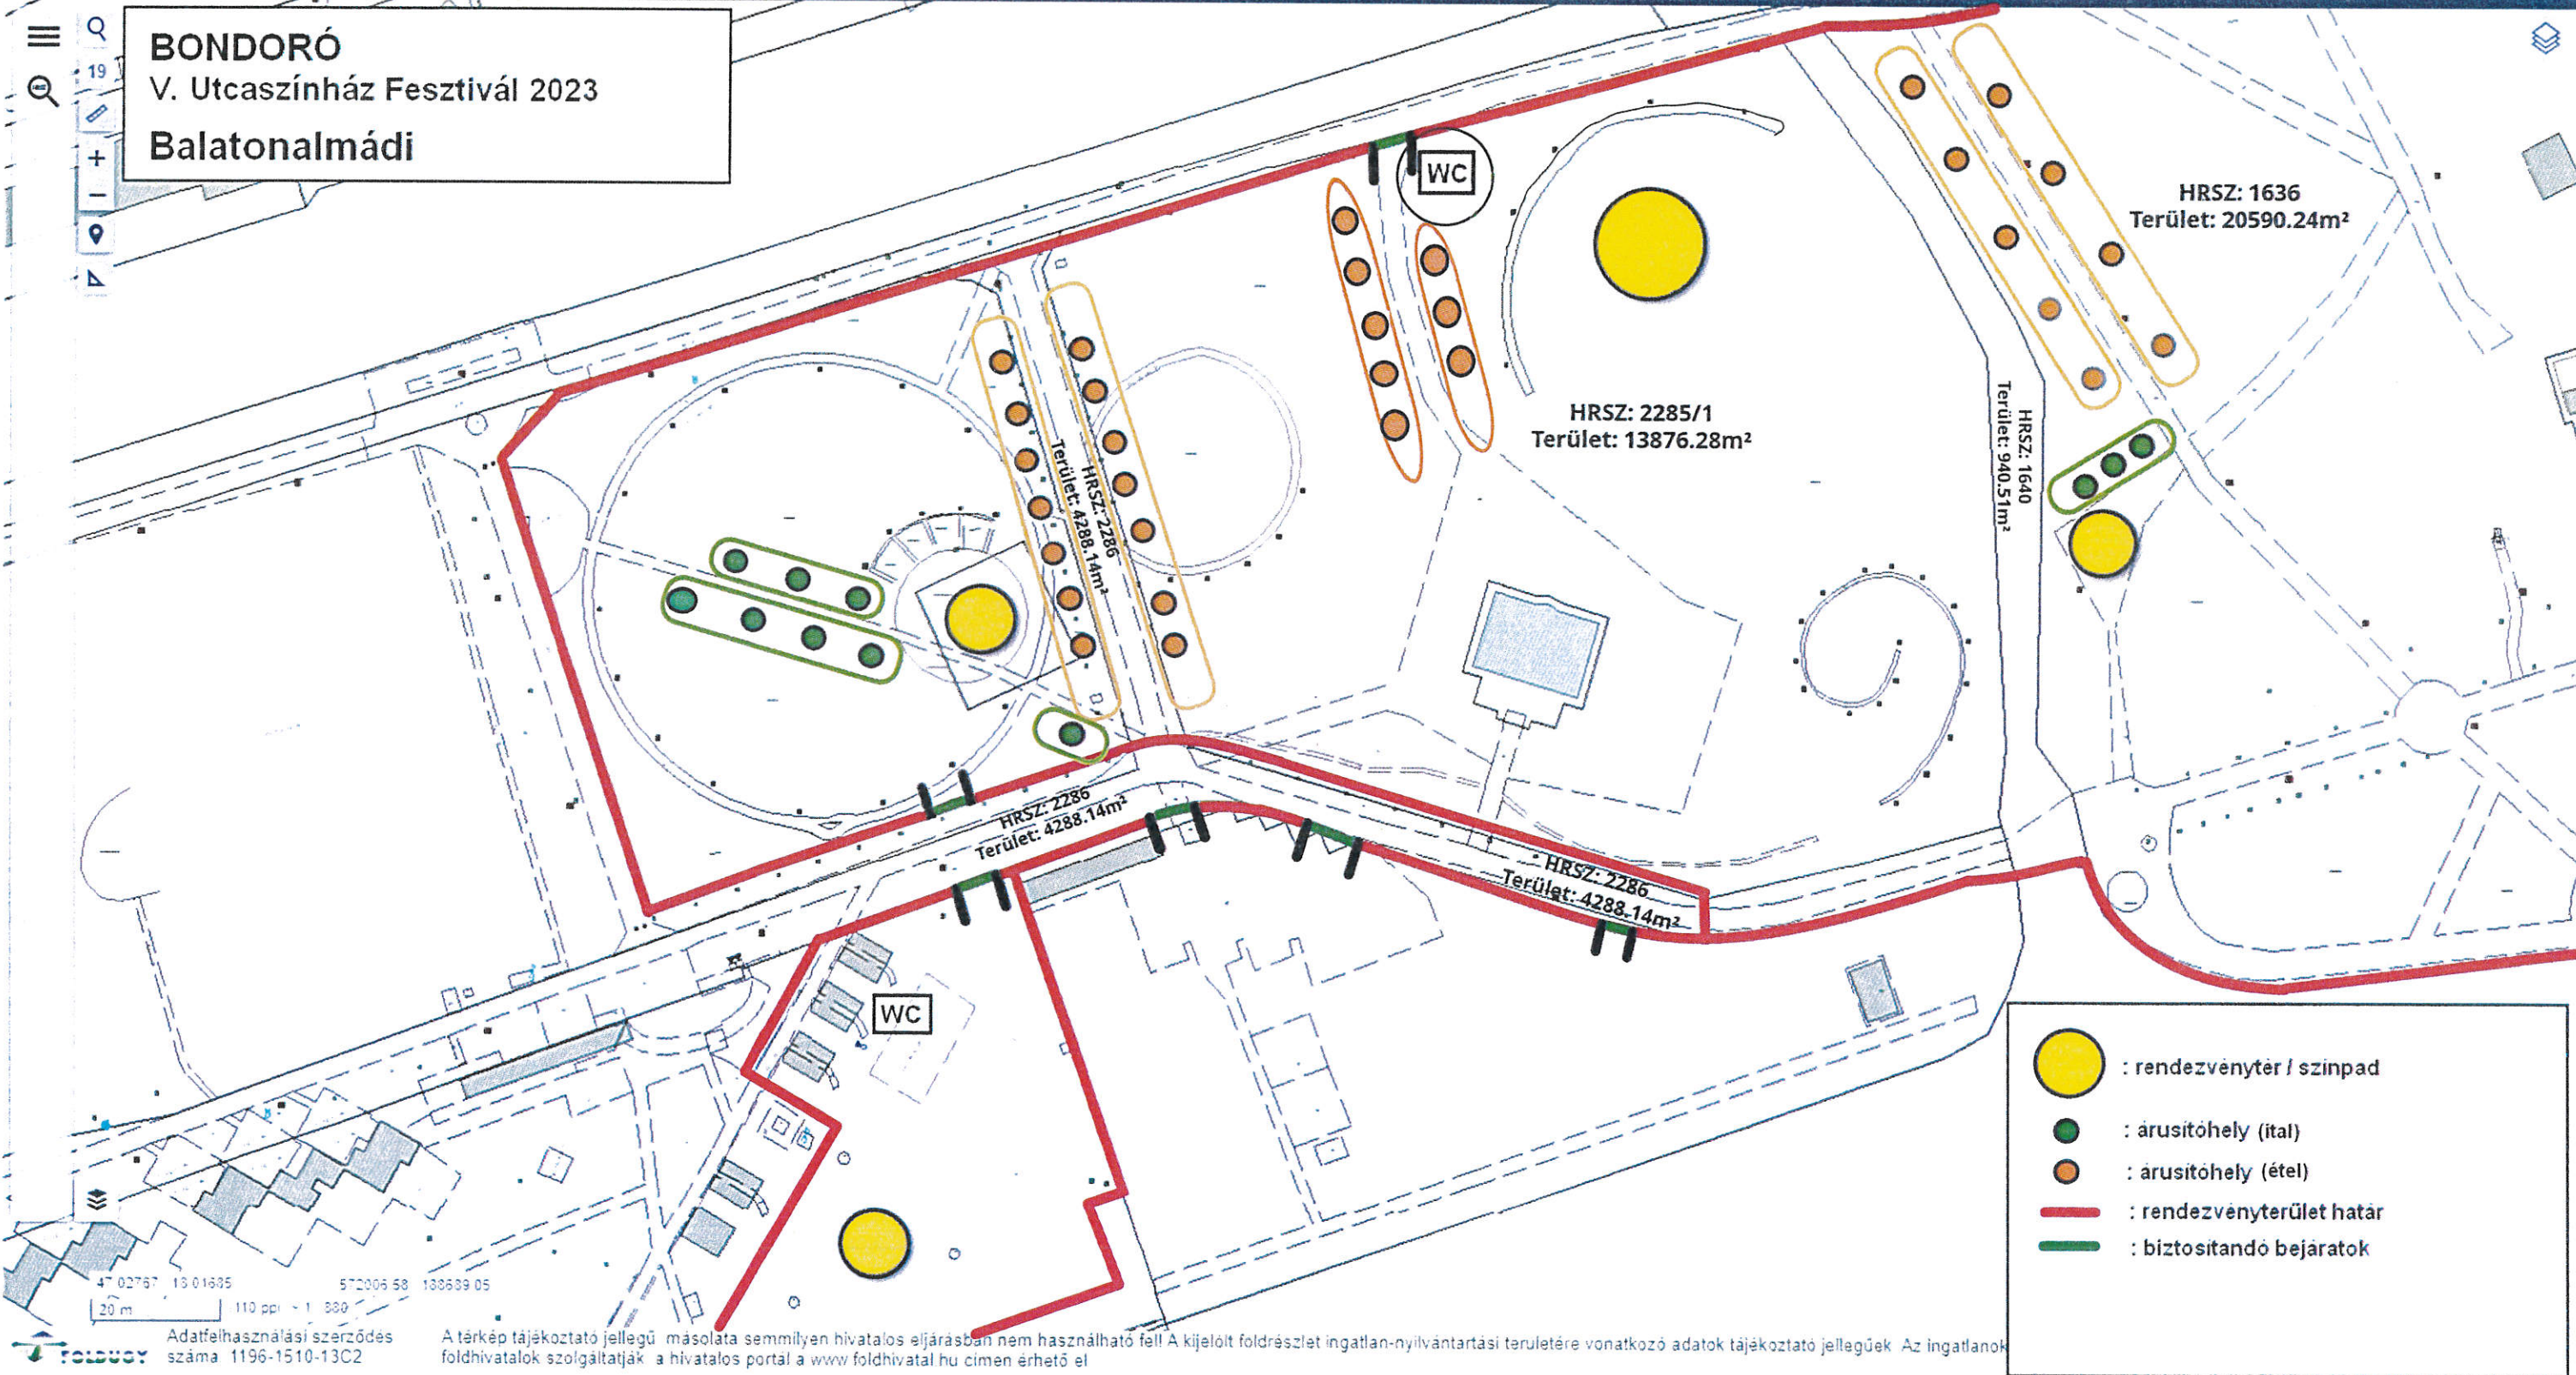 BONDORÓ
V. Utcaszínház Fesztivál 2023
Balatonalmádi
19
WC
HRSZ: 1636
Terület: 20590.24m²
HRSZ: 2285/1
Terület: 13876.28m²
HRSZ: 1640
Terület: 940.51m²
HRSZ: 2286
Terület: 4288.14m²
HRSZ: 2286
Terület: 4288.14m²
HRSZ: 2286
Terület: 4288.14m²
WC
: rendezvénytér / színpad
: árusítóhely (ital)
: árusítóhely (étel)
: rendezvényterület határ
: biztosítandó bejáratok
20 m
FÖLDÜGY
Adatfelhasználási szerződés
száma 1196-1510-13C2
A térkép tájékoztató jellegű másolata semmilyen hivatalos eljárásban nem használható fel! A kijelölt földrészlet ingatlan-nyilvántartási területére vonatkozó adatok tájékoztató jellegűek Az ingatlanok
földhivatalok szolgáltatják a hivatalos portál a www foldhivatal hu címen érhető el